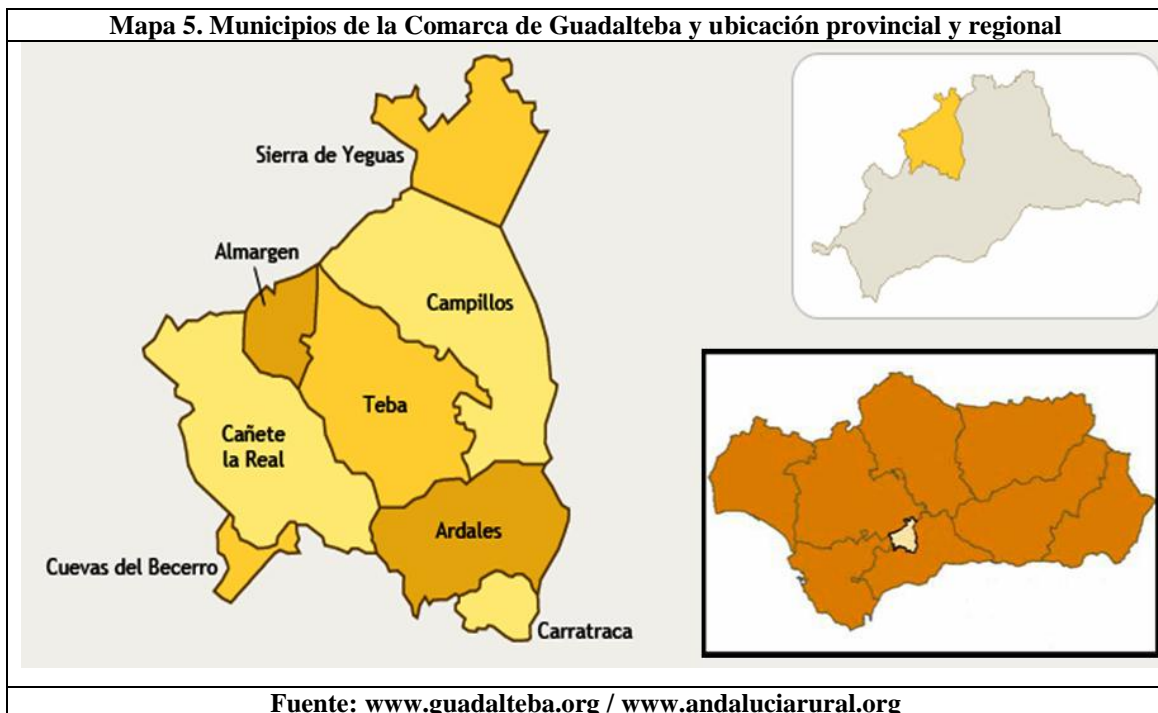 Mapa 5. Municipios de la Comarca de Guadalteba y ubicación provincial y regional
Sierra de Yeguas
Almargen
Campillos
Teba
Cañete
la Real
Ardales
Cuevas del Becerro
Carratraca
Fuente: www.guadalteba.org / www.andaluciarural.org